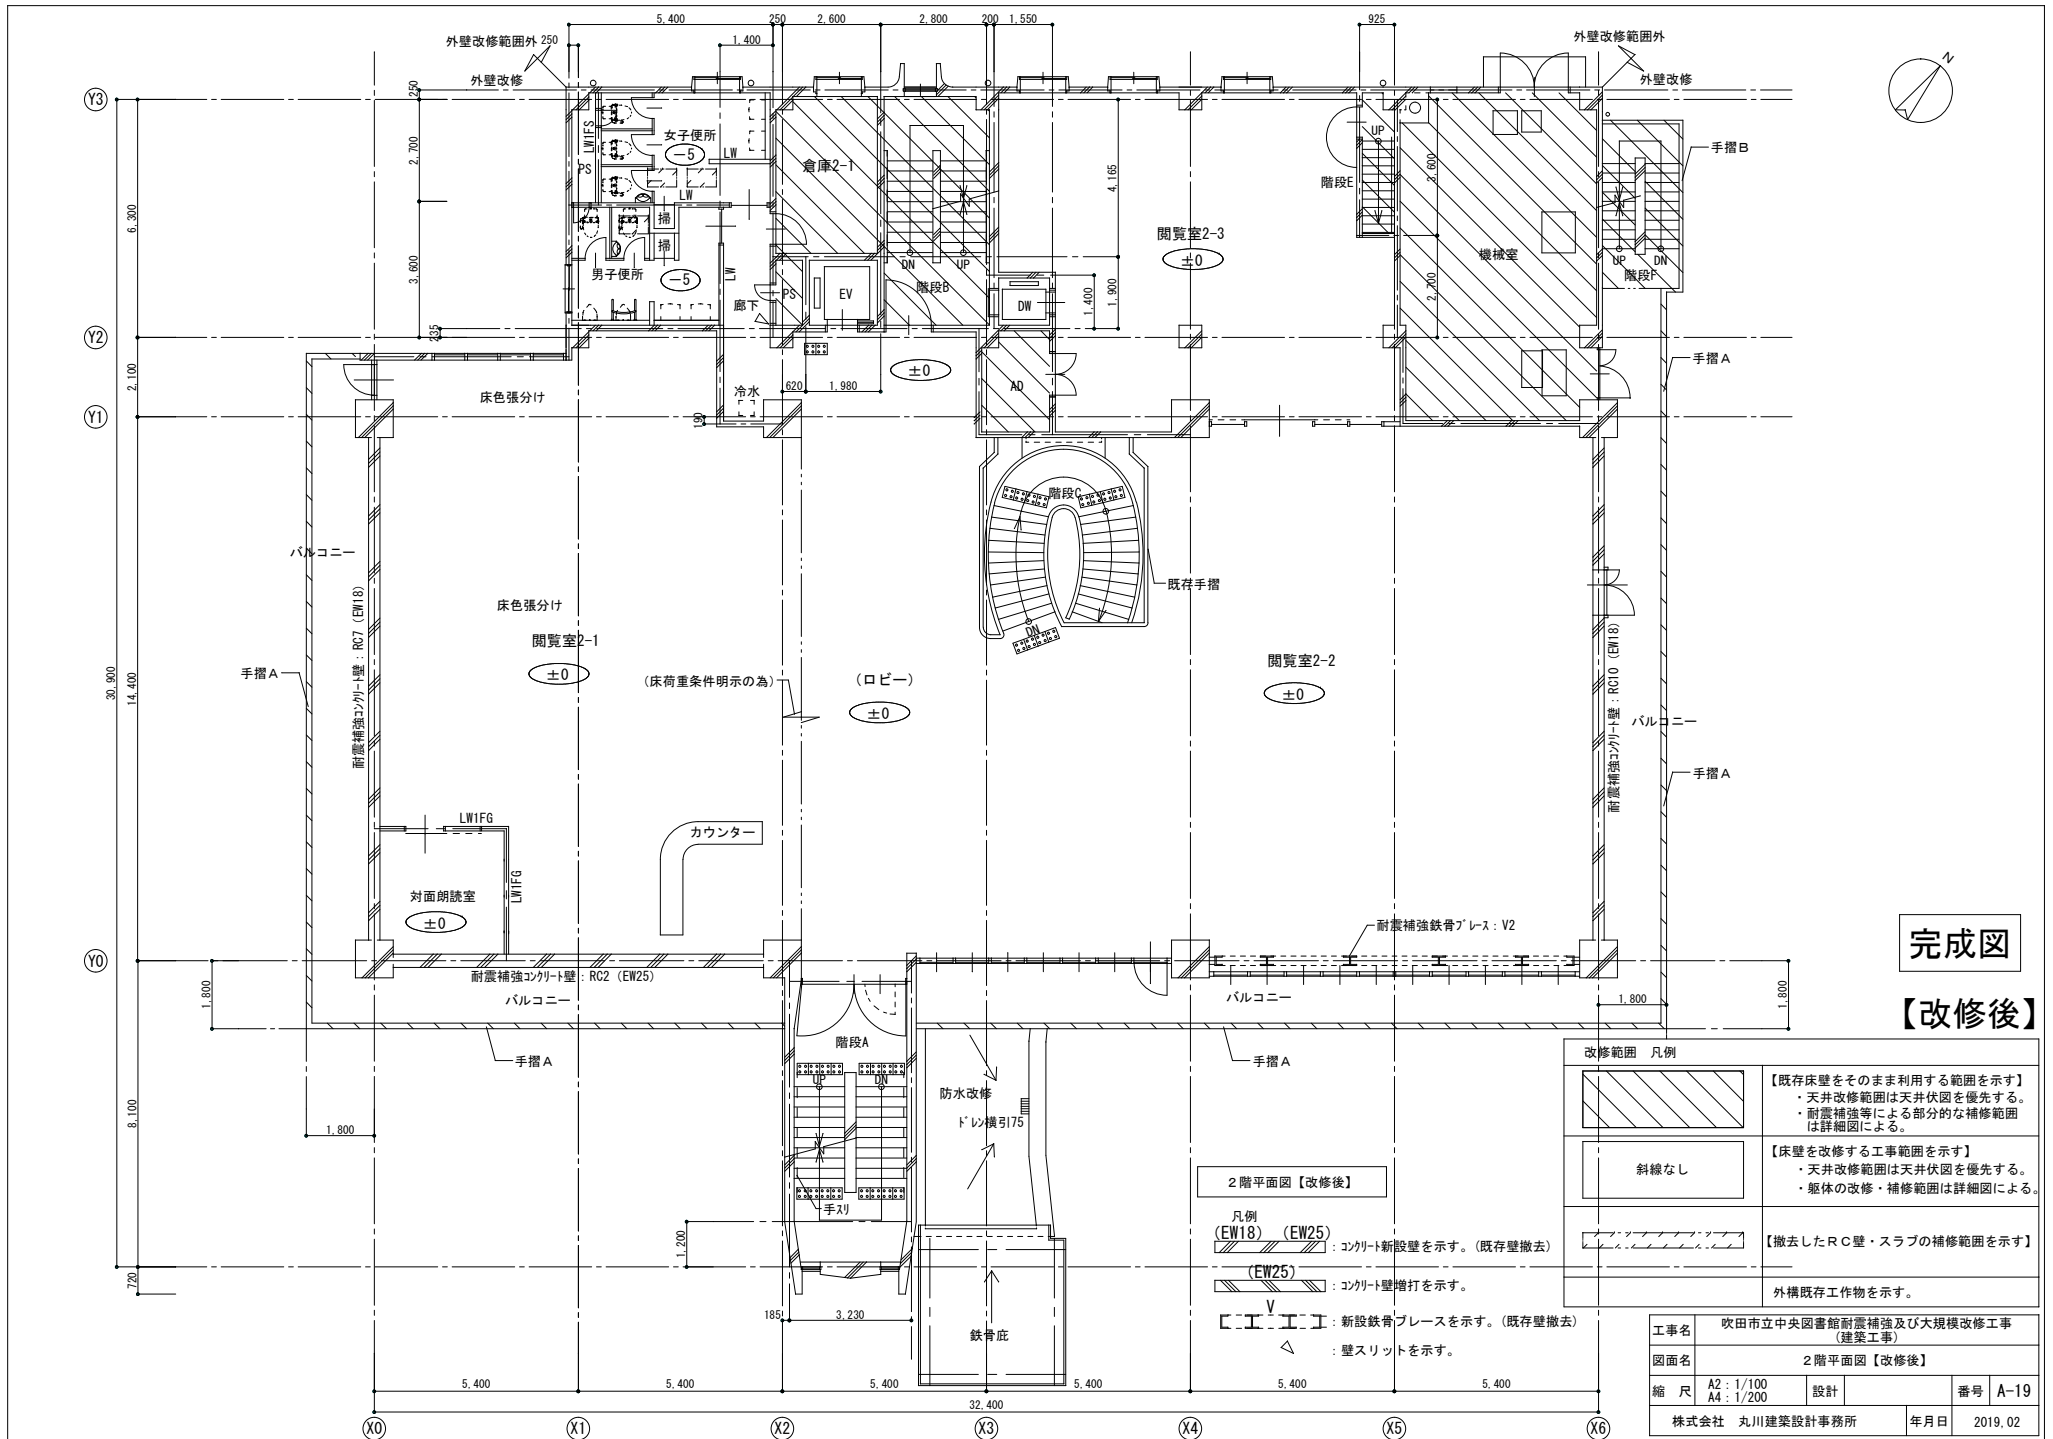 5,400
250
2,600
2,800
200
1,550
925
外壁改修範囲外
250
1,400
外壁改修範囲外
外壁改修
外壁改修
N
Y3
250
LW1FS
女子便所
-5
LW
倉庫2-1
UP
手摺B
2,700
PS
4,165
3,600
階段E
6,300
LW
掃
閲覧室2-3
±0
機械室
掃
DN
UP
UP
DN
階段F
3,600
男子便所
-5
LW
廊下
PS
EV
階段B
DW
1,400
1,900
2,700
Y2
235
±0
手摺A
2,100
床色張分け
冷水
620
1,980
AD
Y1
190
階段C
バルコニー
既存手摺
床色張分け
DN
閲覧室2-1
±0
耐震補強コンクリート壁:RC7 (EW18)
手摺A
30,900
14,400
(床荷重条件明示の為)
(ロビー)
±0
閲覧室2-2
±0
耐震補強コンクリート壁:RC10 (EW18)
バルコニー
手摺A
LW1FG
カウンター
LW1FG
対面朗読室
±0
耐震補強鉄骨ブレース:V2
完成図
Y0
耐震補強コンクリート壁:RC2 (EW25)
バルコニー
バルコニー
1,800
1,800
1,800
【改修後】
階段A
手摺A
手摺A
UP
DN
防水改修
ドレン横引75
8,100
1,800
手スリ
1,200
720
185
3,230
鉄骨庇
2階平面図【改修後】
凡例
(EW18) (EW25)
:コンクリート新設壁を示す。(既存壁撤去)
(EW25)
:コンクリート壁増打を示す。
V
:新設鉄骨ブレースを示す。(既存壁撤去)
:壁スリットを示す。
改修範囲 凡例
【既存床壁をそのまま利用する範囲を示す】
・天井改修範囲は天井伏図を優先する。
・耐震補強等による部分的な補修範囲
は詳細図による。
斜線なし
【床壁を改修する工事範囲を示す】
・天井改修範囲は天井伏図を優先する。
・躯体の改修・補修範囲は詳細図による。
【撤去したRC壁・スラブの補修範囲を示す】
外構既存工作物を示す。
工事名
吹田市立中央図書館耐震補強及び大規模改修工事
(建築工事)
図面名
2階平面図【改修後】
縮 尺
A2:1/100
A4:1/200
設計
番号
A-19
株式会社 丸川建築設計事務所
年月日
2019.02
5,400
5,400
5,400
5,400
5,400
5,400
32,400
X0
X1
X2
X3
X4
X5
X6